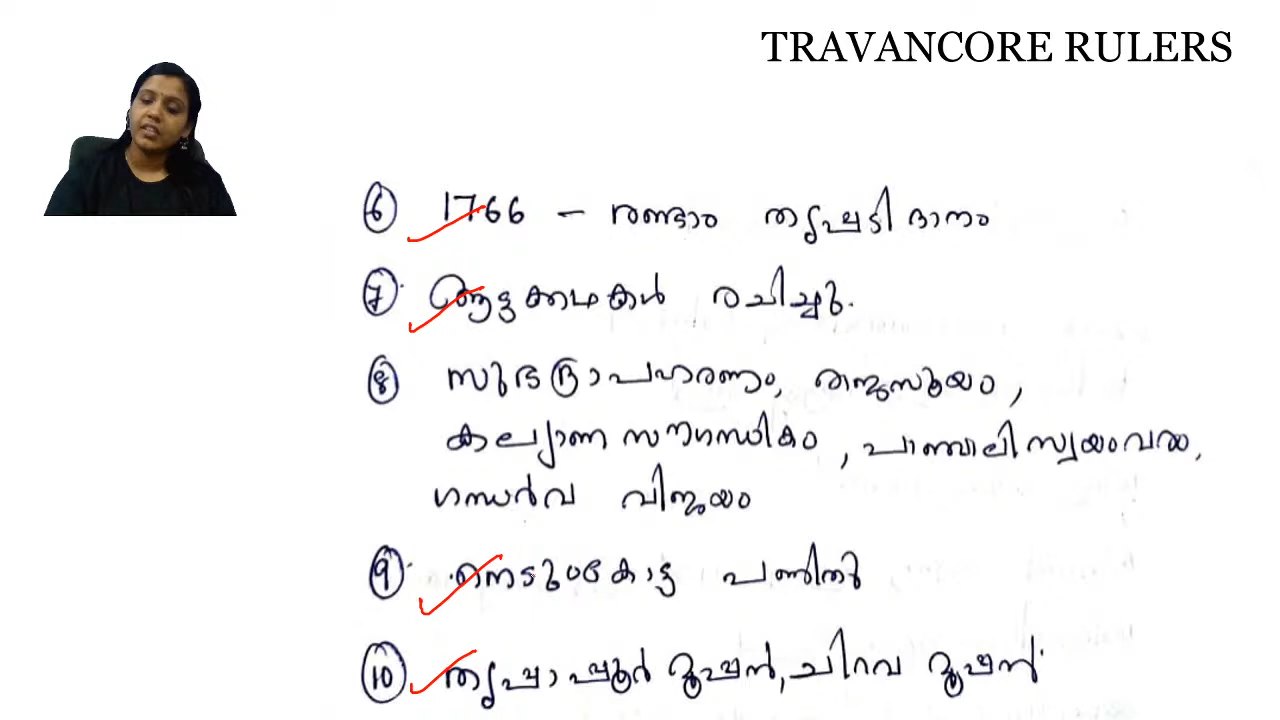 TRAVANCORE RULERS
⑥ 1766 – രണ്ടാം തൃപ്പടിദാനം
⑦ ആട്ടക്കഥകൾ രചിച്ചു.
⑧ സുഭദ്രാപഹരണം, രാജസൂയം,
കല്യാണ സൗഗന്ധികം, പാഞ്ചാലി സ്വയംവരം,
ഗന്ധർവ വിജയം
⑨ നെടുംകോട്ട പണിതു
⑩ തൃപ്പാപ്പൂർ മൂപ്പൻ, ചിറവ മൂപ്പൻ